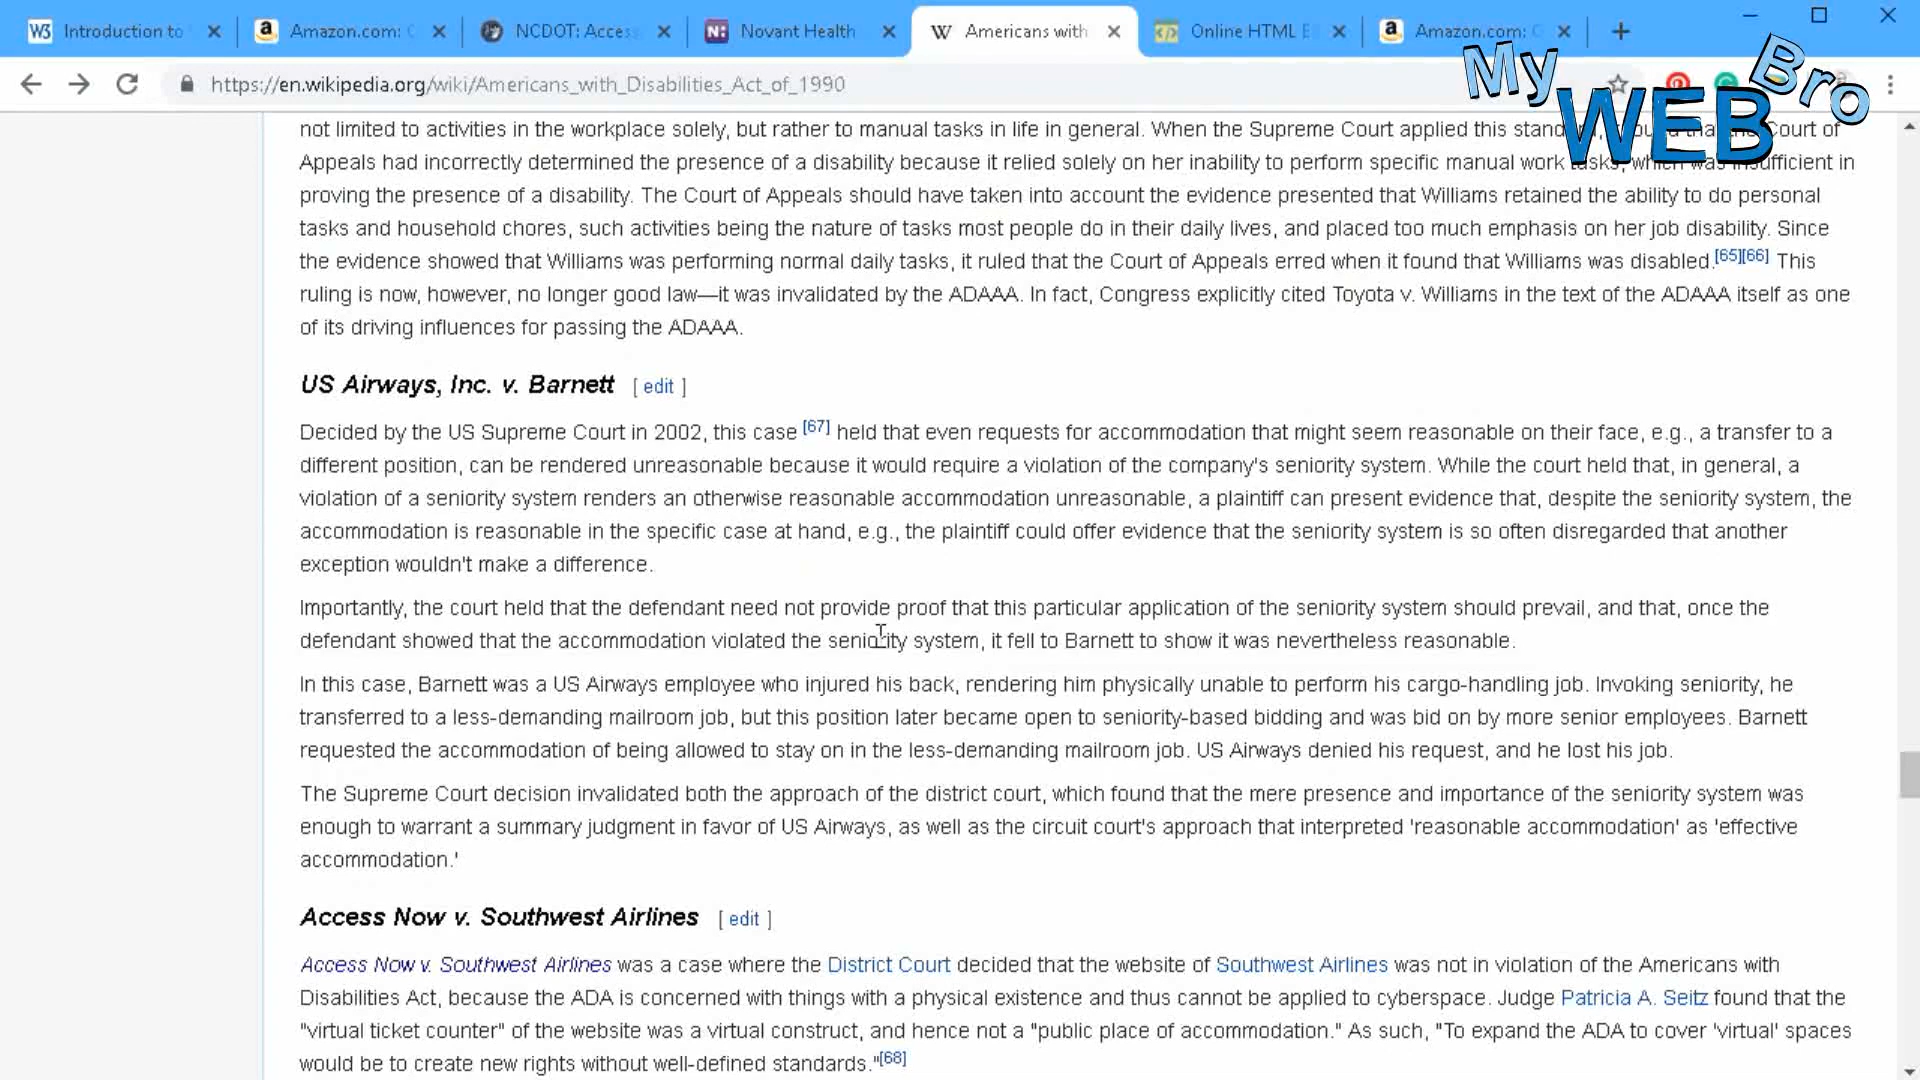 Introduction to
Amazon.com:
NCDOT: Acces
Novant Health
Americans with
Online HTML E
Amazon.com:
https://en.wikipedia.org/wiki/Americans_with_Disabilities_Act_of_1990
My WEB Bro
not limited to activities in the workplace solely, but rather to manual tasks in life in general. When the Supreme Court applied this Court of
Appeals had incorrectly determined the presence of a disability because it relied solely on her inability to perform specific manual work tasks, which was insufficient in
proving the presence of a disability. The Court of Appeals should have taken into account the evidence presented that Williams retained the ability to do personal
tasks and household chores, such activities being the nature of tasks most people do in their daily lives, and placed too much emphasis on her job disability. Since
the evidence showed that Williams was performing normal daily tasks, it ruled that the Court of Appeals erred when it found that Williams was disabled.[65][66] This
ruling is now, however, no longer good law—it was invalidated by the ADAAA. In fact, Congress explicitly cited Toyota v. Williams in the text of the ADAAA itself as one
of its driving influences for passing the ADAAA.
US Airways, Inc. v. Barnett [ edit ]
Decided by the US Supreme Court in 2002, this case [67] held that even requests for accommodation that might seem reasonable on their face, e.g., a transfer to a
different position, can be rendered unreasonable because it would require a violation of the company's seniority system. While the court held that, in general, a
violation of a seniority system renders an otherwise reasonable accommodation unreasonable, a plaintiff can present evidence that, despite the seniority system, the
accommodation is reasonable in the specific case at hand, e.g., the plaintiff could offer evidence that the seniority system is so often disregarded that another
exception wouldn't make a difference.
Importantly, the court held that the defendant need not provide proof that this particular application of the seniority system should prevail, and that, once the
defendant showed that the accommodation violated the seniority system, it fell to Barnett to show it was nevertheless reasonable.
In this case, Barnett was a US Airways employee who injured his back, rendering him physically unable to perform his cargo-handling job. Invoking seniority, he
transferred to a less-demanding mailroom job, but this position later became open to seniority-based bidding and was bid on by more senior employees. Barnett
requested the accommodation of being allowed to stay on in the less-demanding mailroom job. US Airways denied his request, and he lost his job.
The Supreme Court decision invalidated both the approach of the district court, which found that the mere presence and importance of the seniority system was
enough to warrant a summary judgment in favor of US Airways, as well as the circuit court's approach that interpreted 'reasonable accommodation' as 'effective
accommodation.'
Access Now v. Southwest Airlines [ edit ]
Access Now v. Southwest Airlines was a case where the District Court decided that the website of Southwest Airlines was not in violation of the Americans with
Disabilities Act, because the ADA is concerned with things with a physical existence and thus cannot be applied to cyberspace. Judge Patricia A. Seitz found that the
"virtual ticket counter" of the website was a virtual construct, and hence not a "public place of accommodation." As such, "To expand the ADA to cover 'virtual' spaces
would be to create new rights without well-defined standards."[68]